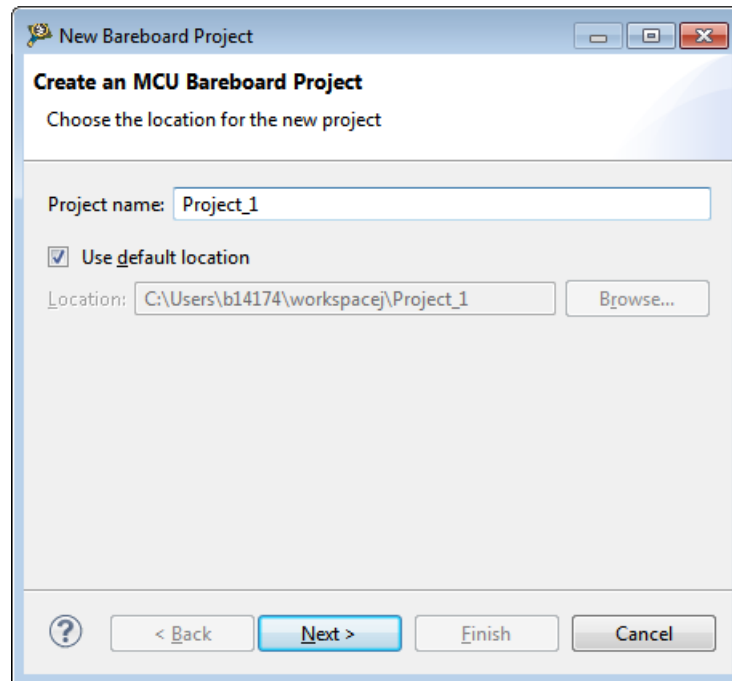 New Bareboard Project
Create an MCU Bareboard Project
Choose the location for the new project
Project name: Project_1
Use default location
Location: C:\Users\b14174\workspacej\Project_1 Browse...
? < Back Next > Finish Cancel